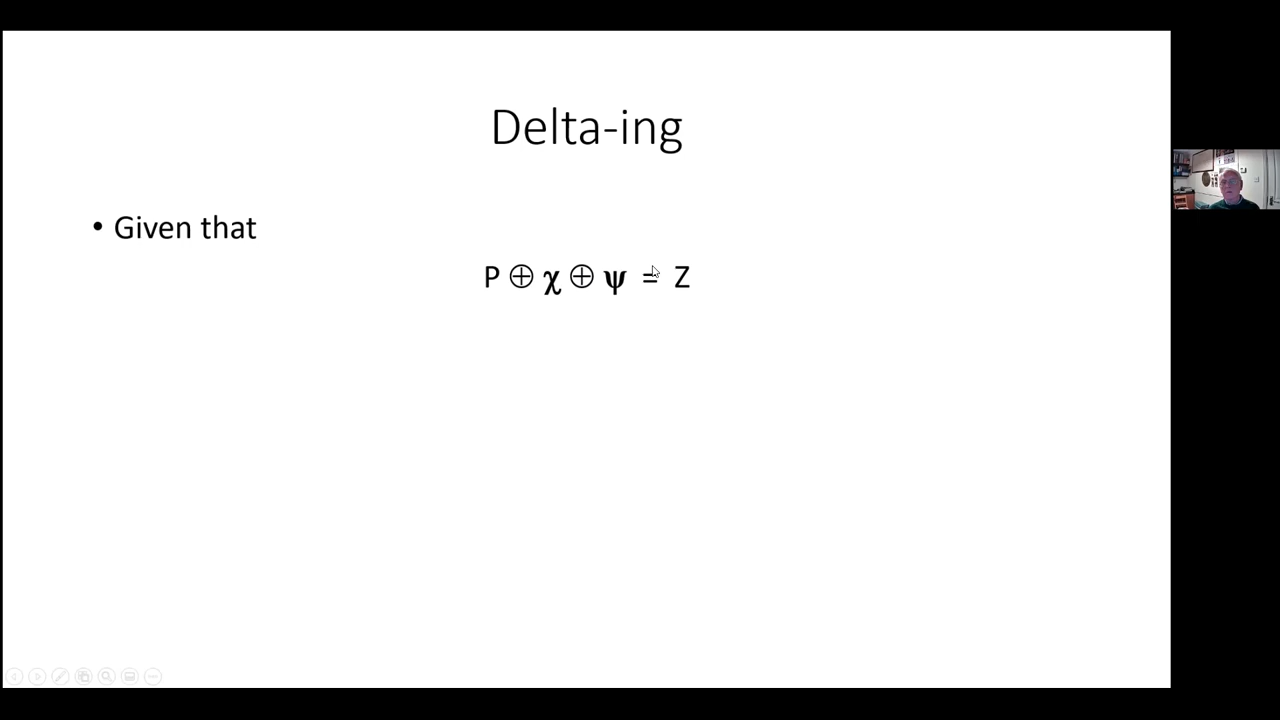 Delta-ing
• Given that
P ⊕ χ ⊕ ψ = Z